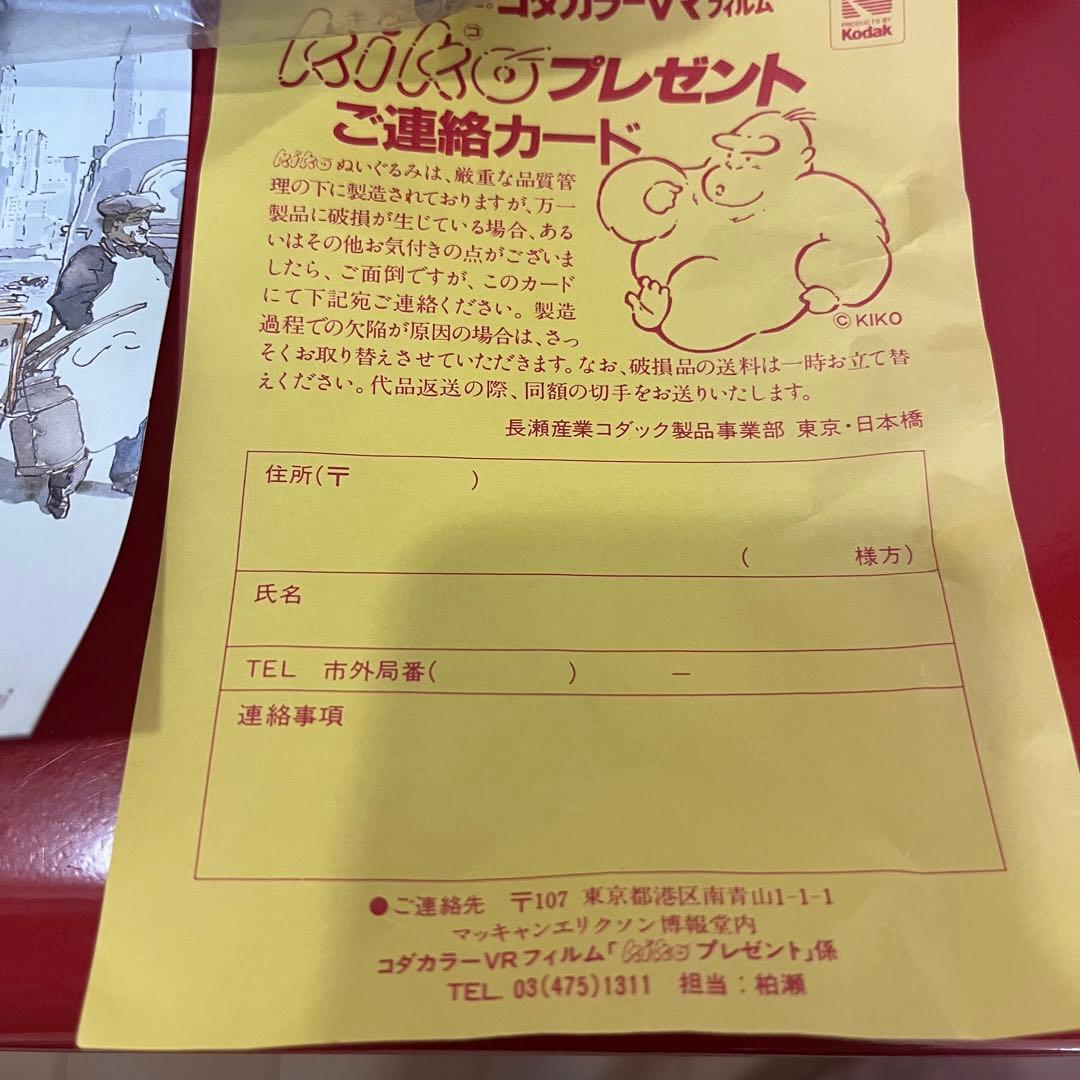 コダカラーVRフィルム
PRODUCTS BY
Kodak
kiko プレゼント
ご連絡カード
kikoぬいぐるみは、厳重な品質管
理の下に製造されておりますが、万一
製品に破損が生じている場合、ある
いはその他お気付きの点がございま
したら、ご面倒ですが、このカード
にて下記宛ご連絡ください。製造
過程での欠陥が原因の場合は、さっ
そくお取り替えさせていただきます。なお、破損品の送料は一時お立て替
えください。代品返送の際、同額の切手をお送りいたします。
© KIKO
長瀬産業コダック製品事業部 東京・日本橋
住所(〒 )
( 様方)
氏名
TEL 市外局番( ) −
連絡事項
●ご連絡先 〒107 東京都港区南青山1-1-1
マッキャンエリクソン博報堂内
コダカラーVRフィルム「kikoプレゼント」係
TEL. 03(475)1311 担当：柏瀬